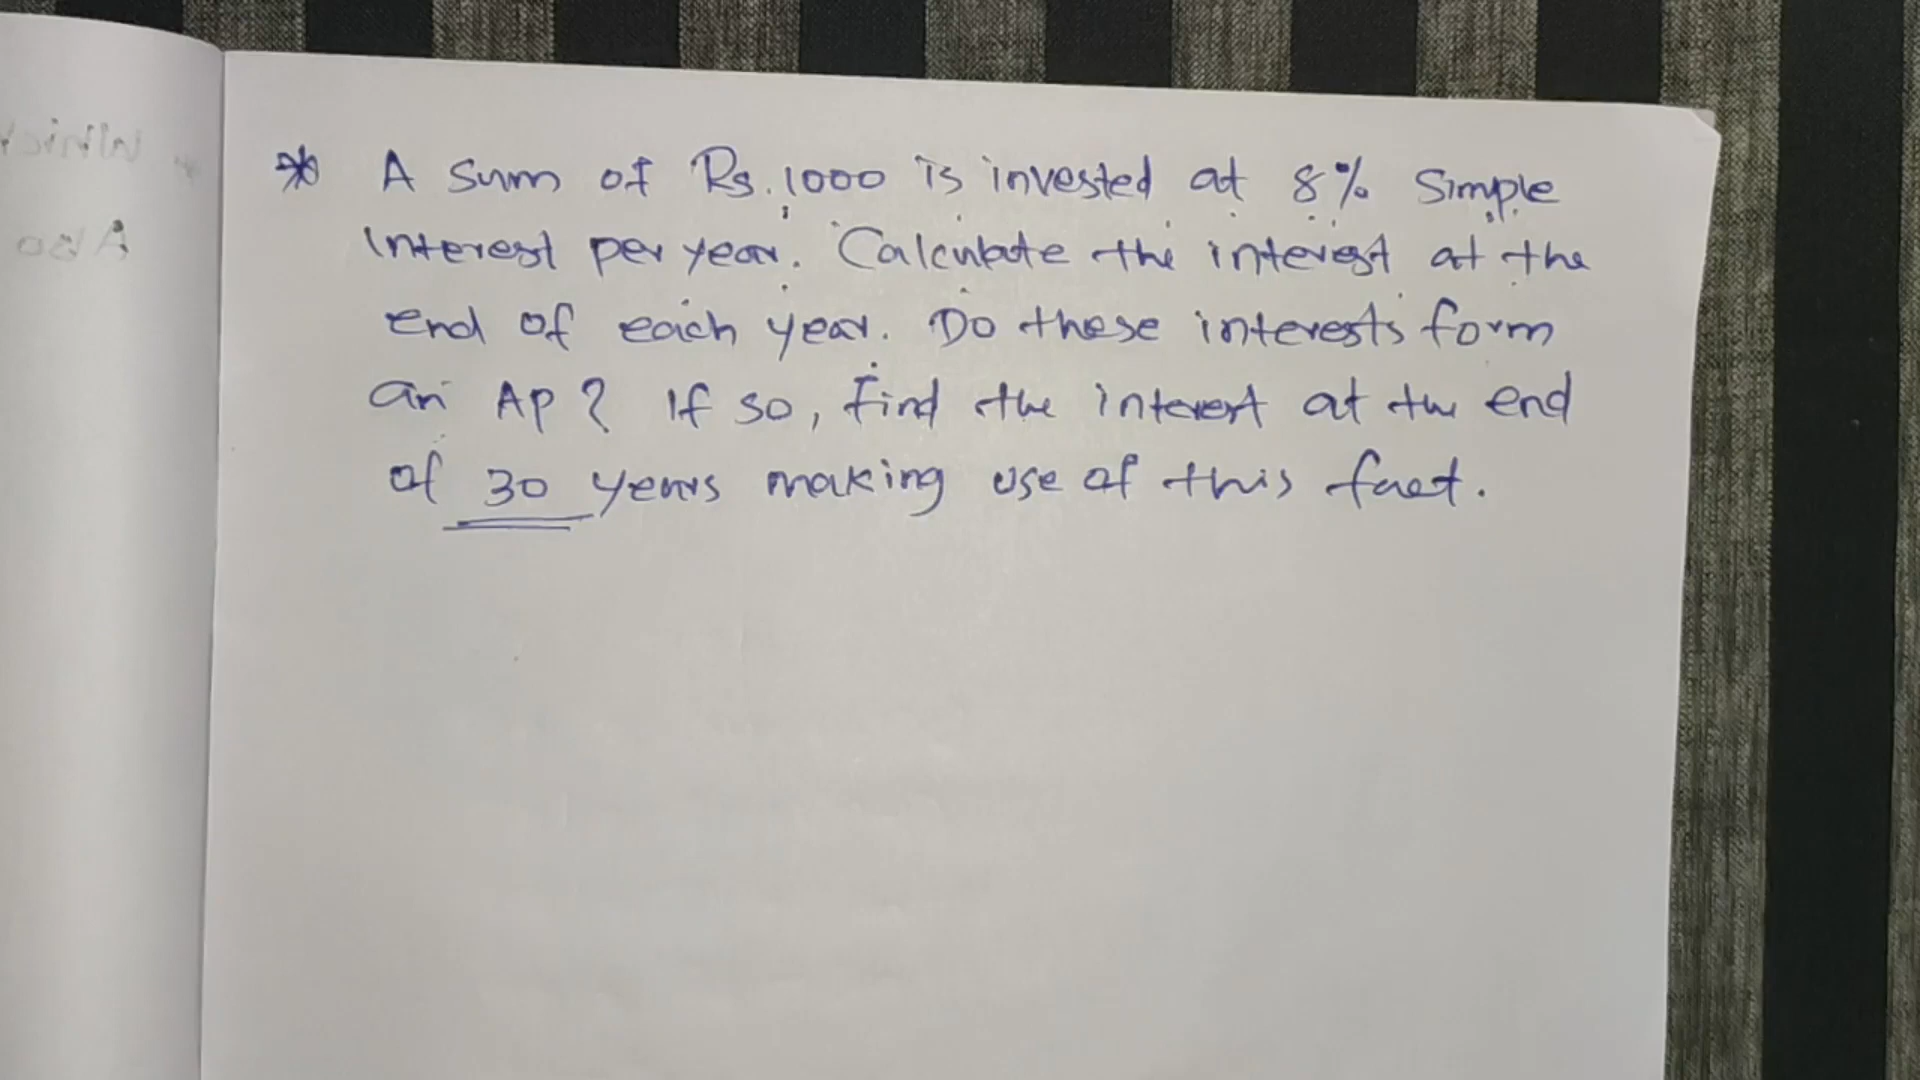 * A sum of Rs. 1000 is invested at 8% Simple
Interest per year. Calculate the interest at the
end of each year. Do these interests form
an AP? If so, find the interest at the end
of 30 years making use of this fact.